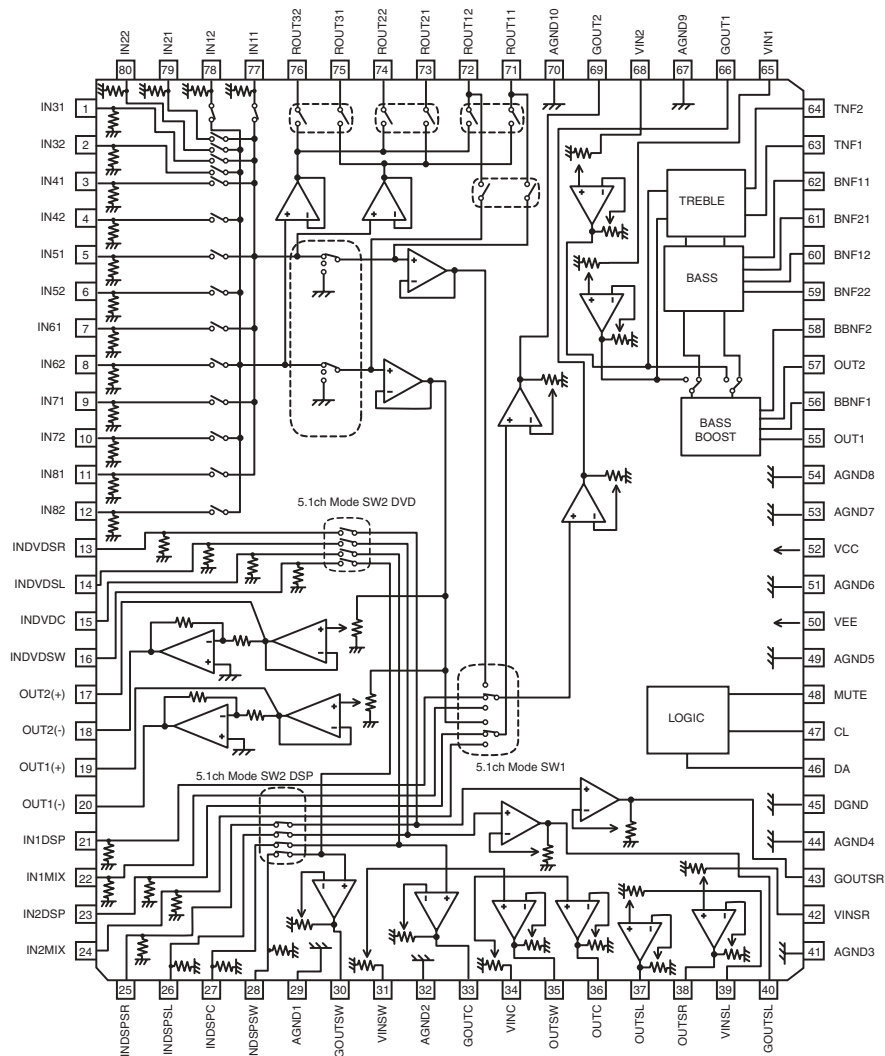 IN22
IN21
IN12
IN11
ROUT32
ROUT31
ROUT22
ROUT21
ROUT12
ROUT11
AGND10
GOUT2
VIN2
AGND9
GOUT1
VIN1
80
79
78
77
76
75
74
73
72
71
70
69
68
67
66
65
IN31 1
IN32 2
IN41 3
IN42 4
IN51 5
IN52 6
IN61 7
IN62 8
IN71 9
IN72 10
IN81 11
IN82 12
INDVDSR 13
INDVDSL 14
INDVDC 15
INDVDSW 16
OUT2(+) 17
OUT2(-) 18
OUT1(+) 19
OUT1(-) 20
IN1DSP 21
IN1MIX 22
IN2DSP 23
IN2MIX 24
64 TNF2
63 TNF1
62 BNF11
61 BNF21
60 BNF12
59 BNF22
58 BBNF2
57 OUT2
56 BBNF1
55 OUT1
54 AGND8
53 AGND7
52 VCC
51 AGND6
50 VEE
49 AGND5
48 MUTE
47 CL
46 DA
45 DGND
44 AGND4
43 GOUTSR
42 VINSR
41 AGND3
TREBLE
BASS
BASS
BOOST
LOGIC
5.1ch Mode SW2 DVD
5.1ch Mode SW1
5.1ch Mode SW2 DSP
+ -
+ -
+
-
+
-
+ -
+ -
+ -
+ -
+
-
-
+
+
-
-
+
+
-
+
-
- +
- +
+ -
+ -
+ -
+ -
25
26
27
28
29
30
31
32
33
34
35
36
37
38
39
40
INDSPSR
INDSPSL
INDSPC
NDSPSW
AGND1
GOUTSW
VINSW
AGND2
GOUTC
VINC
OUTSW
OUTC
OUTSL
OUTSR
VINSL
GOUTSL